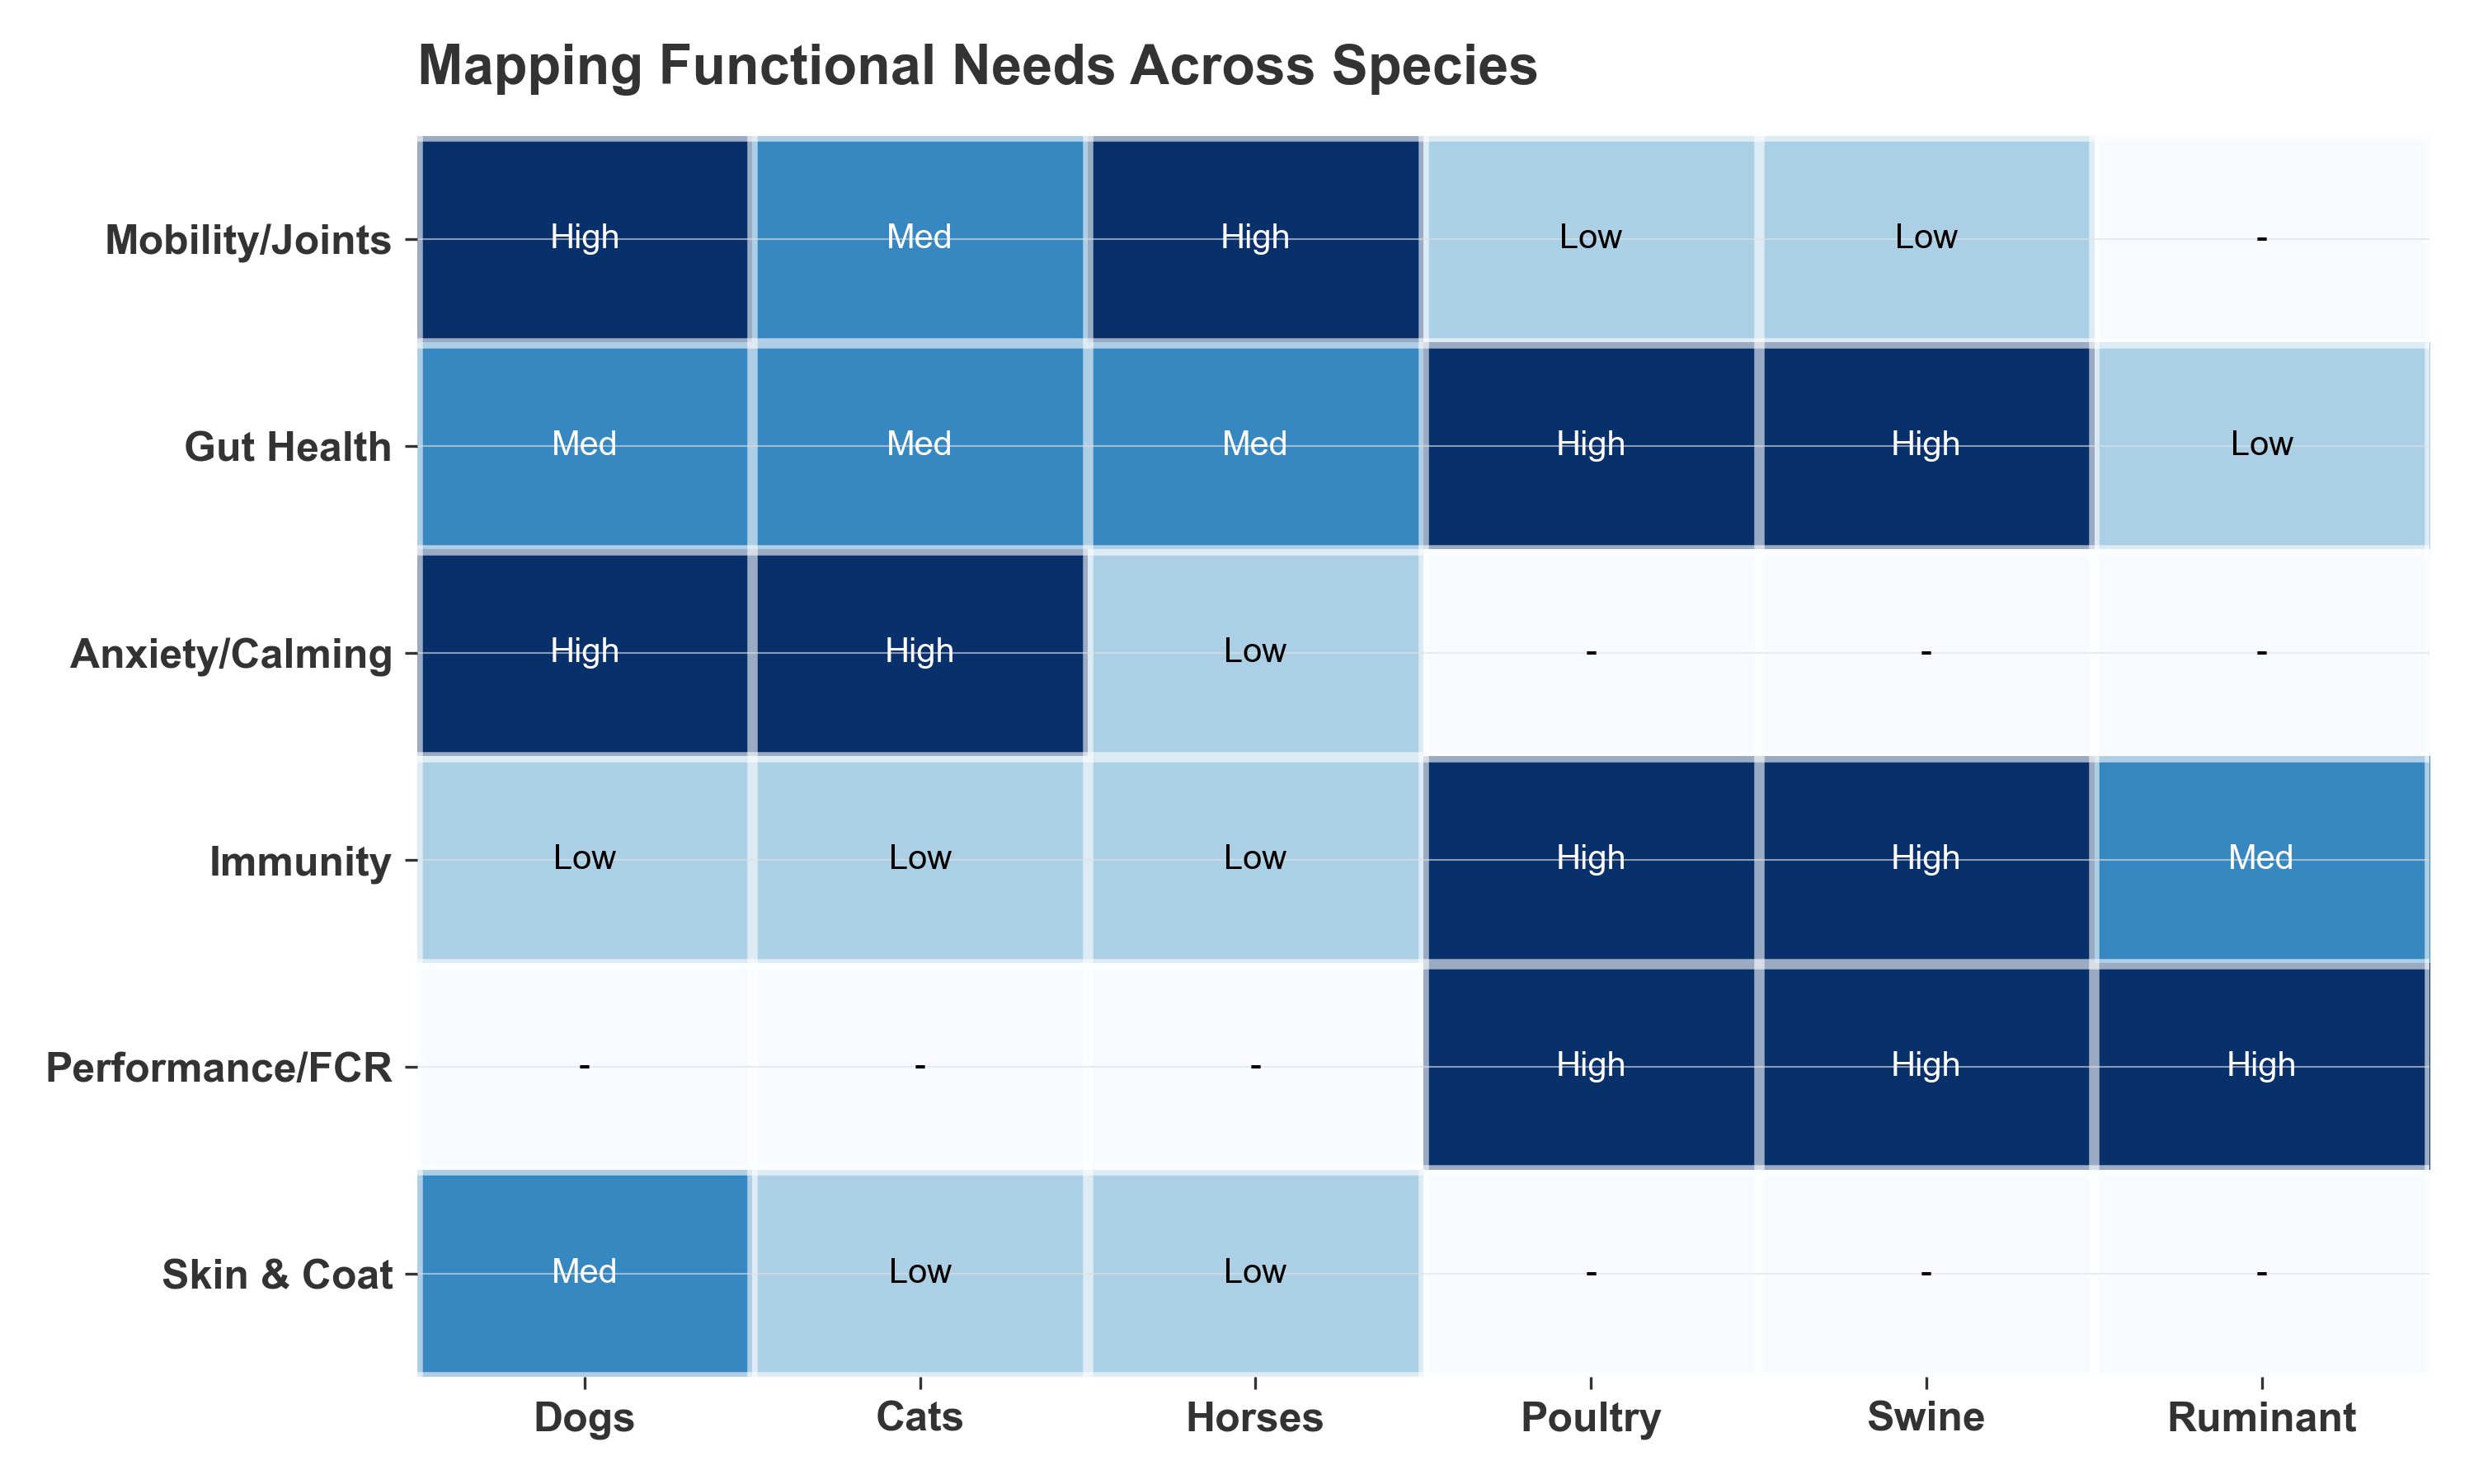 Mapping Functional Needs Across Species
Mobility/Joints High Med High Low Low -
Gut Health Med Med Med High High Low
Anxiety/Calming High High Low - - -
Immunity Low Low Low High High Med
Performance/FCR - - - High High High
Skin & Coat Med Low Low - - -
Dogs Cats Horses Poultry Swine Ruminant